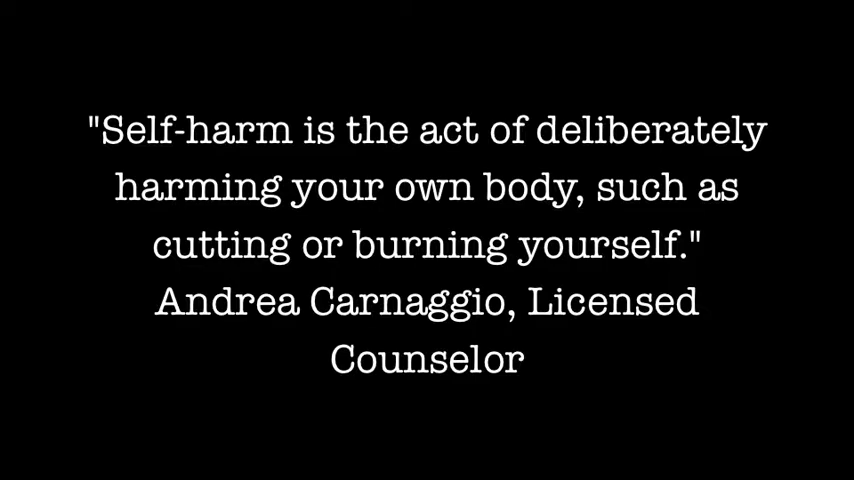 "Self-harm is the act of deliberately
harming your own body, such as
cutting or burning yourself."
Andrea Carnaggio, Licensed
Counselor